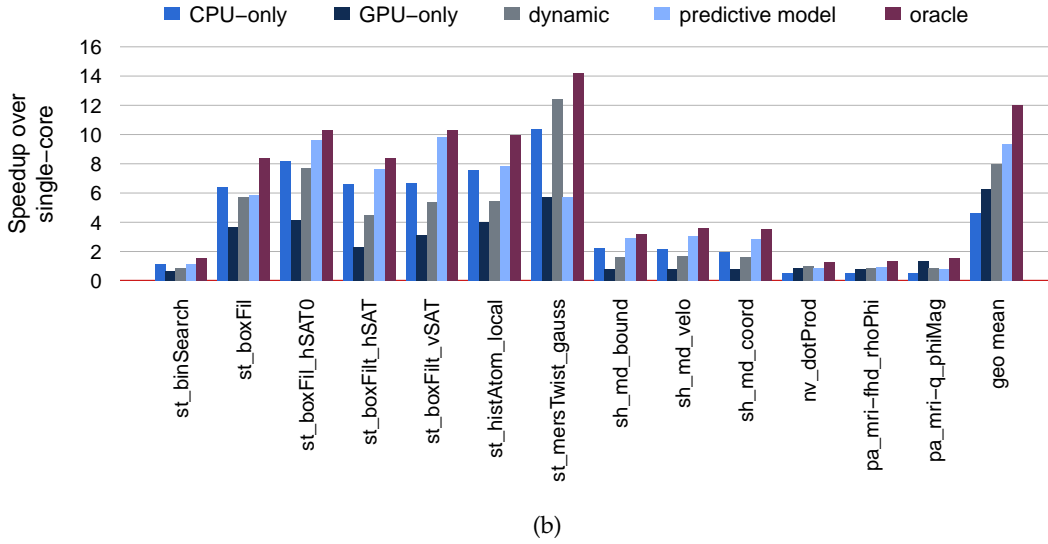 CPU−only GPU−only dynamic predictive model oracle
Speedup over
single−core
16
14
12
10
8
6
4
2
0
st_binSearch
st_boxFil
st_boxFil_hSAT0
st_boxFilt_hSAT
st_boxFilt_vSAT
st_histAtom_local
st_mersTwist_gauss
sh_md_bound
sh_md_velo
sh_md_coord
nv_dotProd
pa_mri−fhd_rhoPhi
pa_mri−q_phiMag
geo mean
(b)